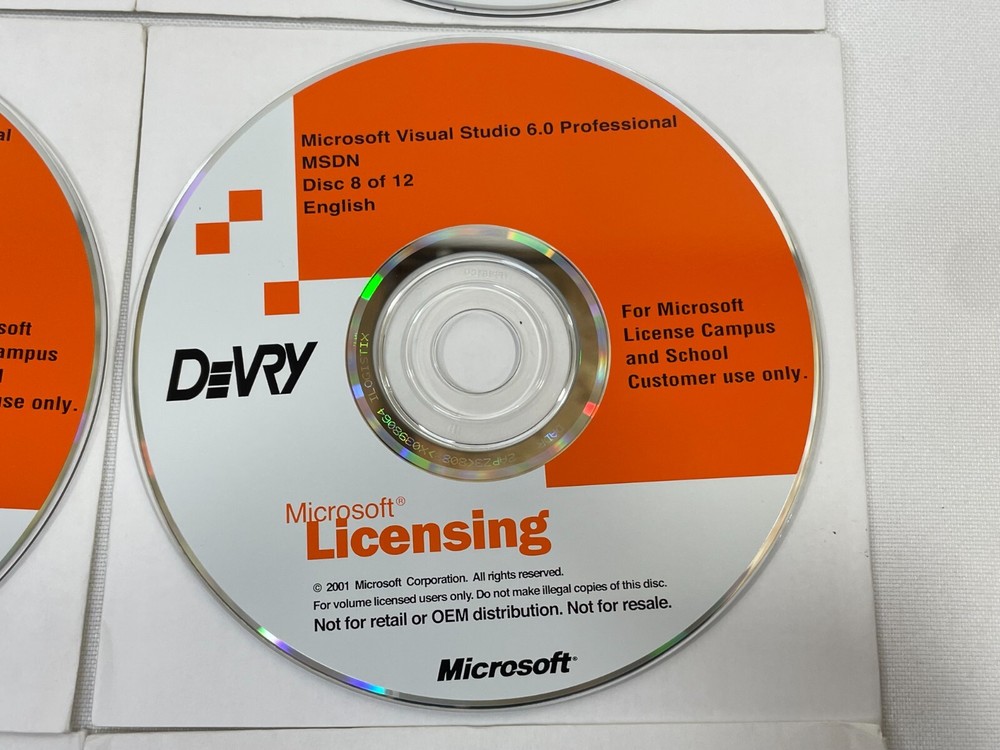 Microsoft Visual Studio 6.0 Professional
MSDN
Disc 8 of 12
English
For Microsoft
License Campus
and School
Customer use only.
DEVRY
Microsoft®
Licensing
© 2001 Microsoft Corporation. All rights reserved.
For volume licensed users only. Do not make illegal copies of this disc.
Not for retail or OEM distribution. Not for resale.
Microsoft®
al
soft
ampus
se only.